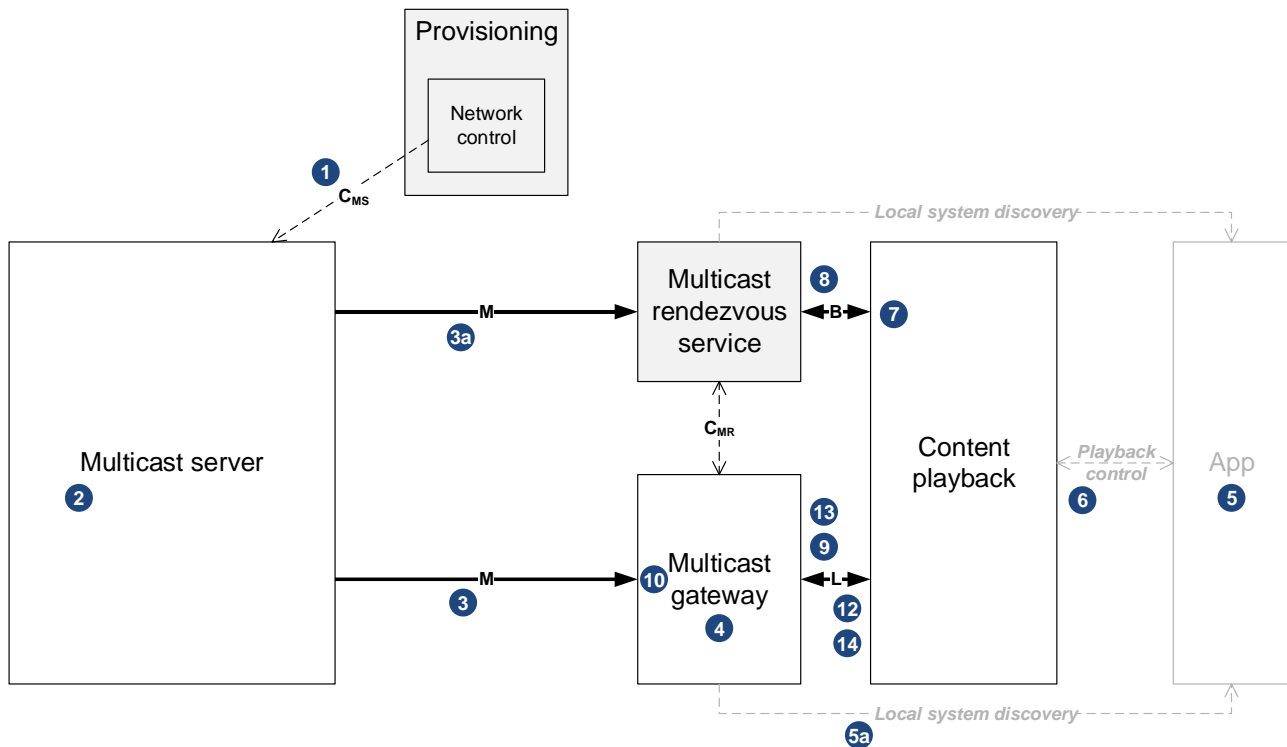 Provisioning
Network
control
1
CMS
Local system discovery
Multicast
rendezvous
service
8
B
7
M
3a
CMR
Multicast server
2
Content
playback
Playback
control
6
App
5
13
9
Multicast
gateway
10
4
L
12
14
M
3
Local system discovery
5a